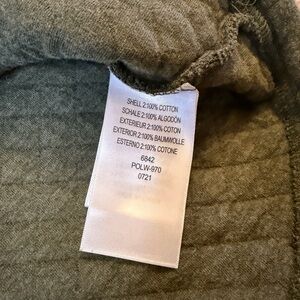 SHELL 2:100% COTTON
SCHALE 2:100% ALGODÓN
EXTERIEUR 2:100% COTON
EXTERIOR 2:100% BAUMWOLLE
ESTERNO 2:100% COTONE
6842
POLW-970
0721